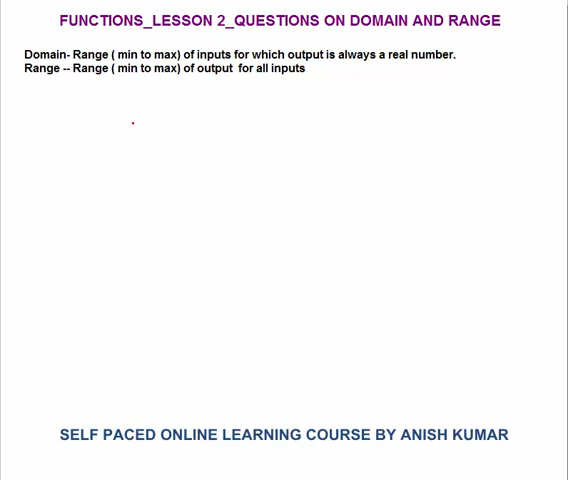 FUNCTIONS_LESSON 2_QUESTIONS ON DOMAIN AND RANGE
Domain- Range ( min to max) of inputs for which output is always a real number.
Range -- Range ( min to max) of output  for all inputs
SELF PACED ONLINE LEARNING COURSE BY ANISH KUMAR